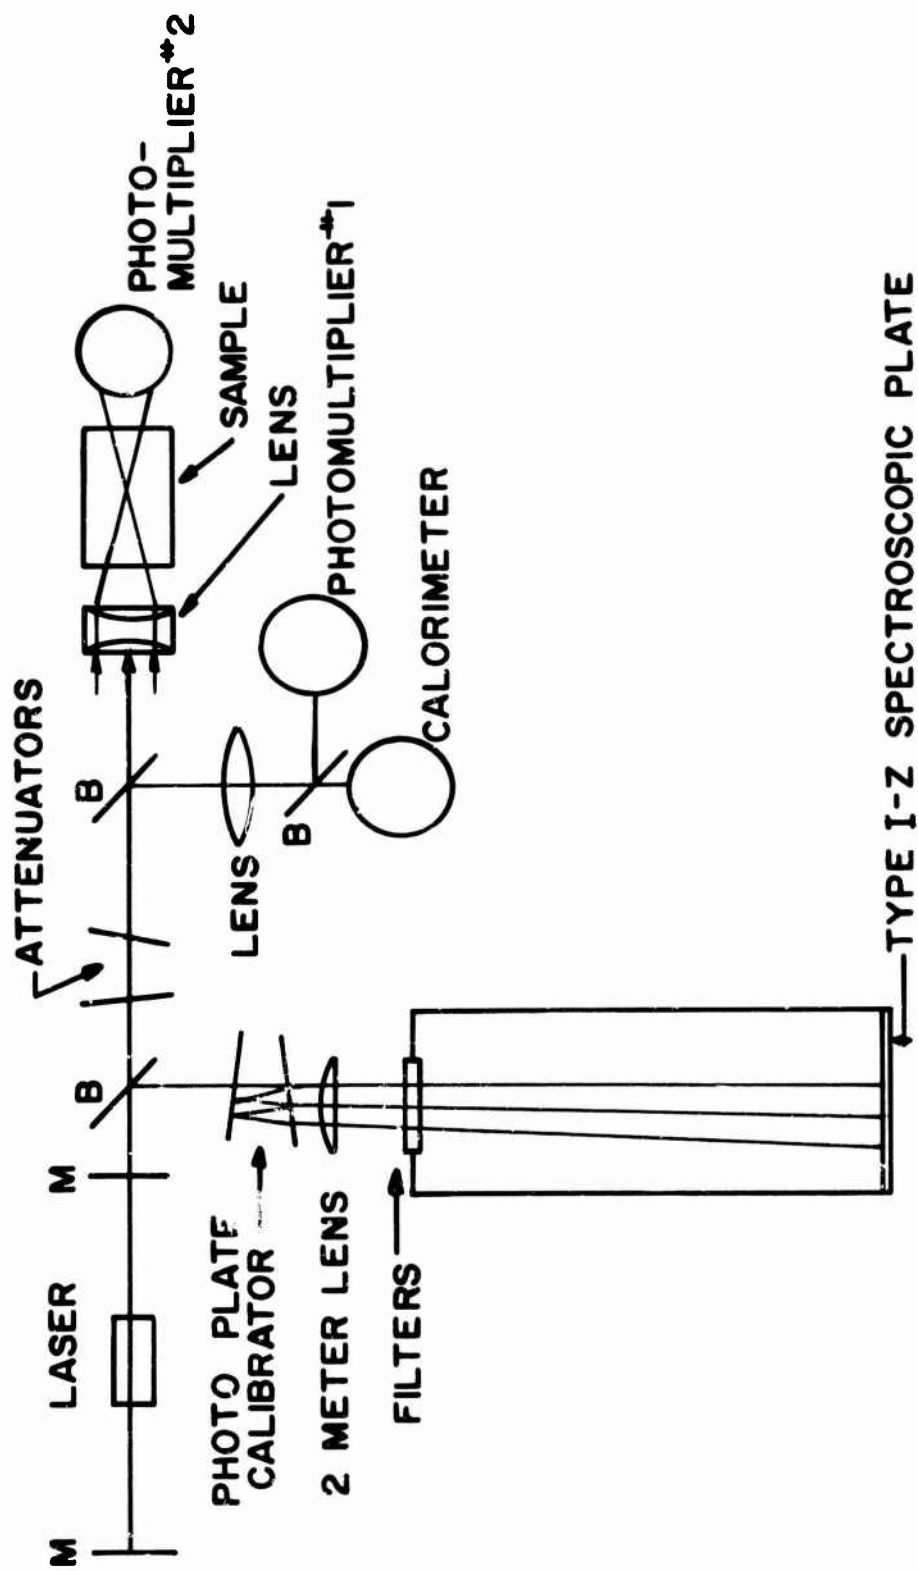 M
LASER
M
B
ATTENUATORS
B
PHOTO-
MULTIPLIER #2
SAMPLE
LENS
PHOTOMULTIPLIER #1
LENS
B
CALORIMETER
PHOTO PLATE
CALIBRATOR
2 METER LENS
FILTERS
TYPE I-Z SPECTROSCOPIC PLATE